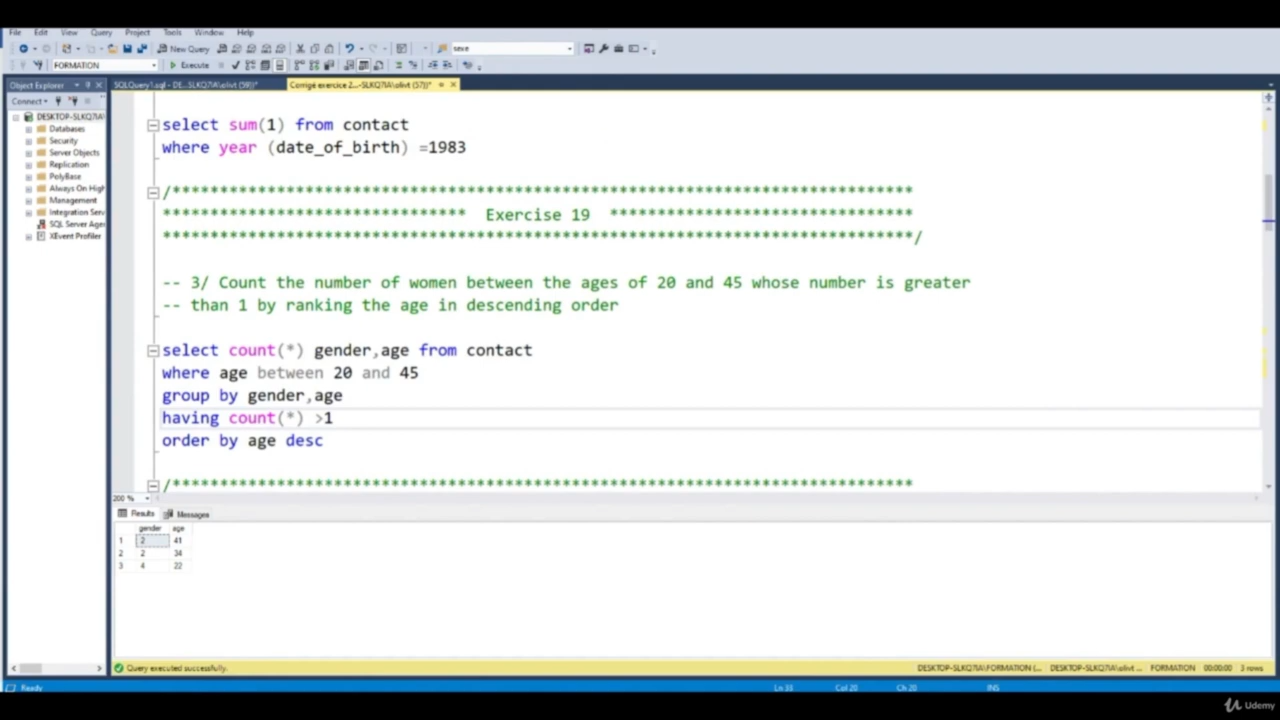 File Edit View Query Project Tools Window Help
New Query
sexe
FORMATION Execute
Object Explorer
SQLQuery1.sql - DE...SLKQ7IA\olivt (59))*
Corrigé exercice 2...-SLKQ7IA\olivt (57))*
Connect
DESKTOP-SLKQ7IA\
Databases
Security
Server Objects
Replication
PolyBase
Always On High
Management
Integration Serv
SQL Server Agen
XEvent Profiler
select sum(1) from contact
where year (date_of_birth) =1983
/******************************************************************************
******************************** Exercise 19 ********************************
*******************************************************************************/
-- 3/ Count the number of women between the ages of 20 and 45 whose number is greater
-- than 1 by ranking the age in descending order
select count(*) gender,age from contact
where age between 20 and 45
group by gender,age
having count(*) >1
order by age desc
/******************************************************************************
200 %
Results Messages
gender age
1 2 41
2 2 34
3 4 22
Query executed successfully.
DESKTOP-SLKQ7IA\FORMATION (... DESKTOP-SLKQ7IA\olivt ... FORMATION 00:00:00 3 rows
Ready Ln 33 Col 20 Ch 20 INS
Udemy